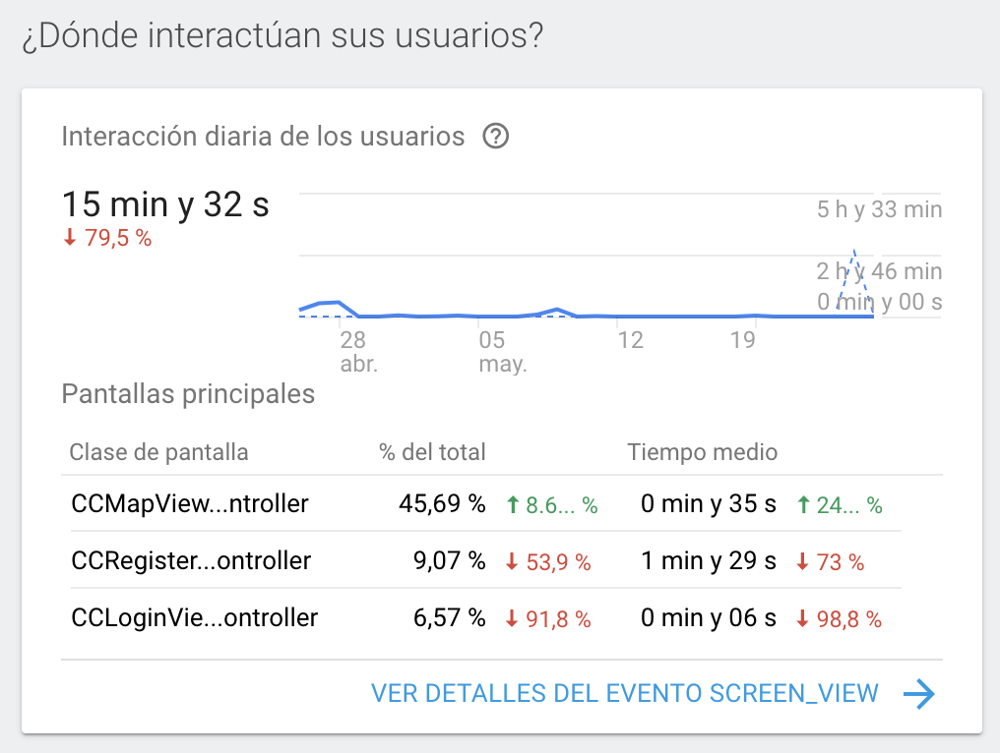 ¿Dónde interactúan sus usuarios?
Interacción diaria de los usuarios ?
15 min y 32 s
↓ 79,5 %
5 h y 33 min
2 h y 46 min
0 min y 00 s
28 05 12 19
abr. may.
Pantallas principales
Clase de pantalla % del total Tiempo medio
CCMapView...ntroller 45,69 % ↑ 8.6... % 0 min y 35 s ↑ 24... %
CCRegister...ontroller 9,07 % ↓ 53,9 % 1 min y 29 s ↓ 73 %
CCLoginVie...ontroller 6,57 % ↓ 91,8 % 0 min y 06 s ↓ 98,8 %
VER DETALLES DEL EVENTO SCREEN_VIEW →